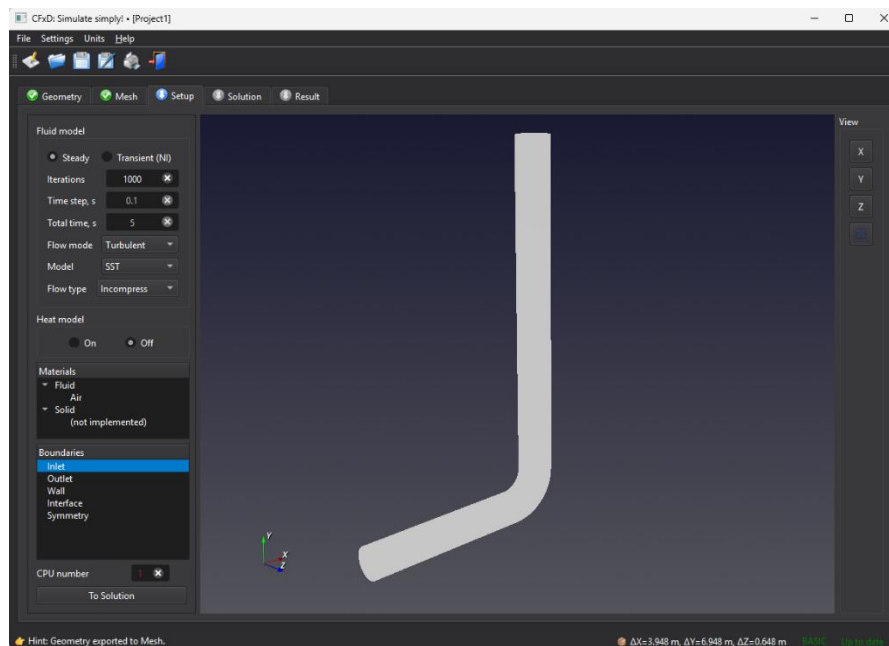 CFxD: Simulate simply! • [Project1]
File Settings Units Help
Geometry Mesh Setup Solution Result
Fluid model
Steady Transient (NI)
Iterations 1000
Time step, s 0.1
Total time, s 5
Flow mode Turbulent
Model SST
Flow type Incompress
Heat model
On Off
Materials
Fluid
Air
Solid
(not implemented)
Boundaries
Inlet
Outlet
Wall
Interface
Symmetry
CPU number 1
To Solution
Y
X
Z
View
X
Y
Z
Hint: Geometry exported to Mesh. ΔX=3.948 m, ΔY=6.948 m, ΔZ=0.648 m BASIC Up to date